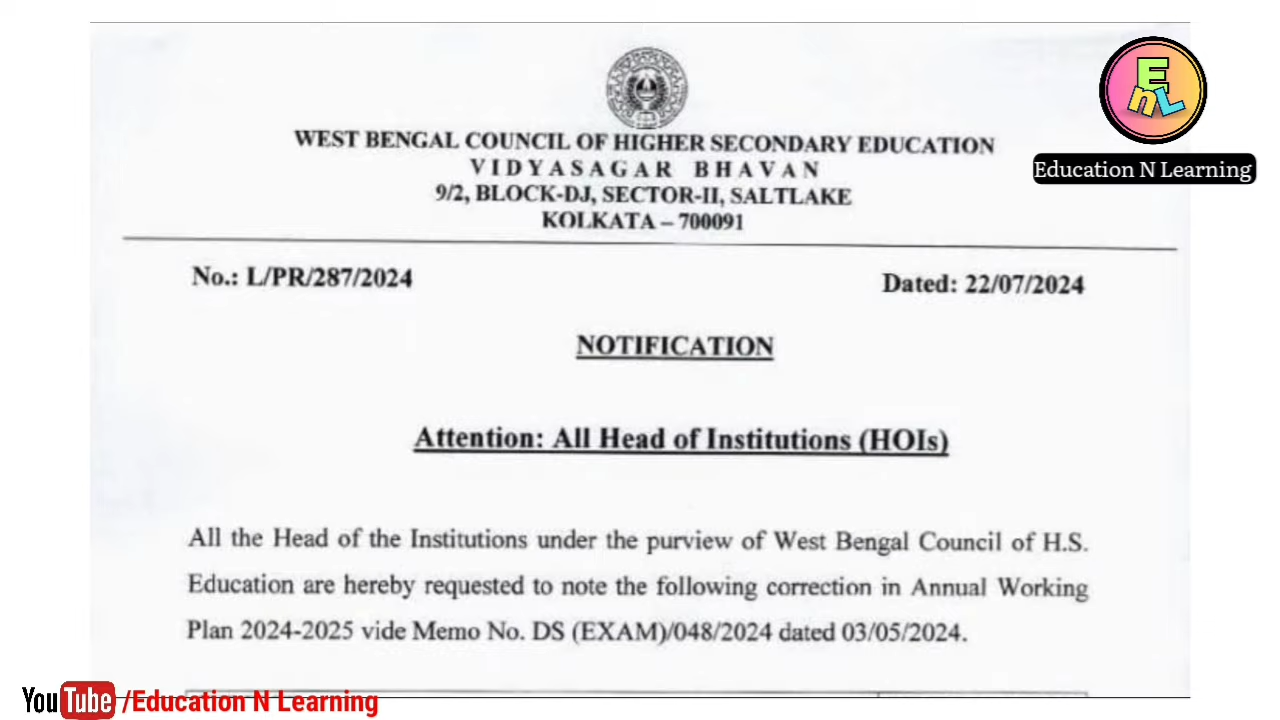 WEST BENGAL COUNCIL OF HIGHER SECONDARY EDUCATION
VIDYASAGAR BHAVAN
9/2, BLOCK-DJ, SECTOR-II, SALTLAKE
KOLKATA – 700091
EnL
Education N Learning
No.: L/PR/287/2024
Dated: 22/07/2024
NOTIFICATION
Attention: All Head of Institutions (HOIs)
All the Head of the Institutions under the purview of West Bengal Council of H.S.
Education are hereby requested to note the following correction in Annual Working
Plan 2024-2025 vide Memo No. DS (EXAM)/048/2024 dated 03/05/2024.
YouTube /Education N Learning